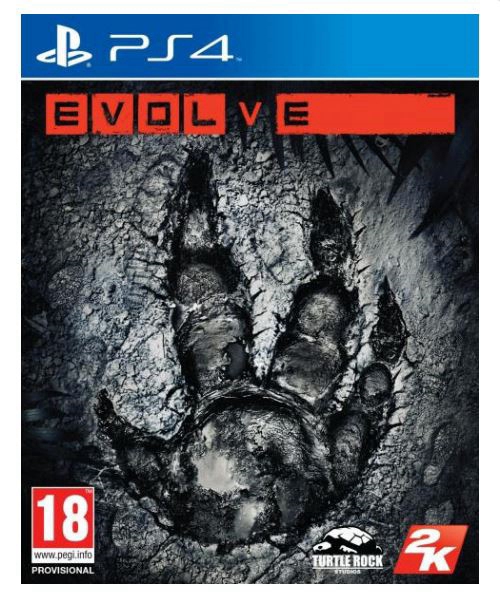 PS4
EVOLVE
18
www.pegi.info
PROVISIONAL
TURTLE ROCK
STUDIOS
2K